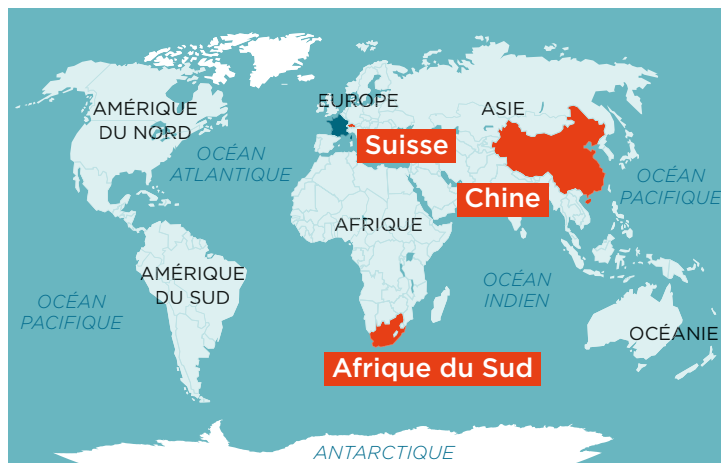 EUROPE
ASIE
AMÉRIQUE
DU NORD
Suisse
OCÉAN
ATLANTIQUE
OCÉAN
PACIFIQUE
Chine
AFRIQUE
AMÉRIQUE
DU SUD
OCÉAN
INDIEN
OCÉAN
PACIFIQUE
OCÉANIE
Afrique du Sud
ANTARCTIQUE